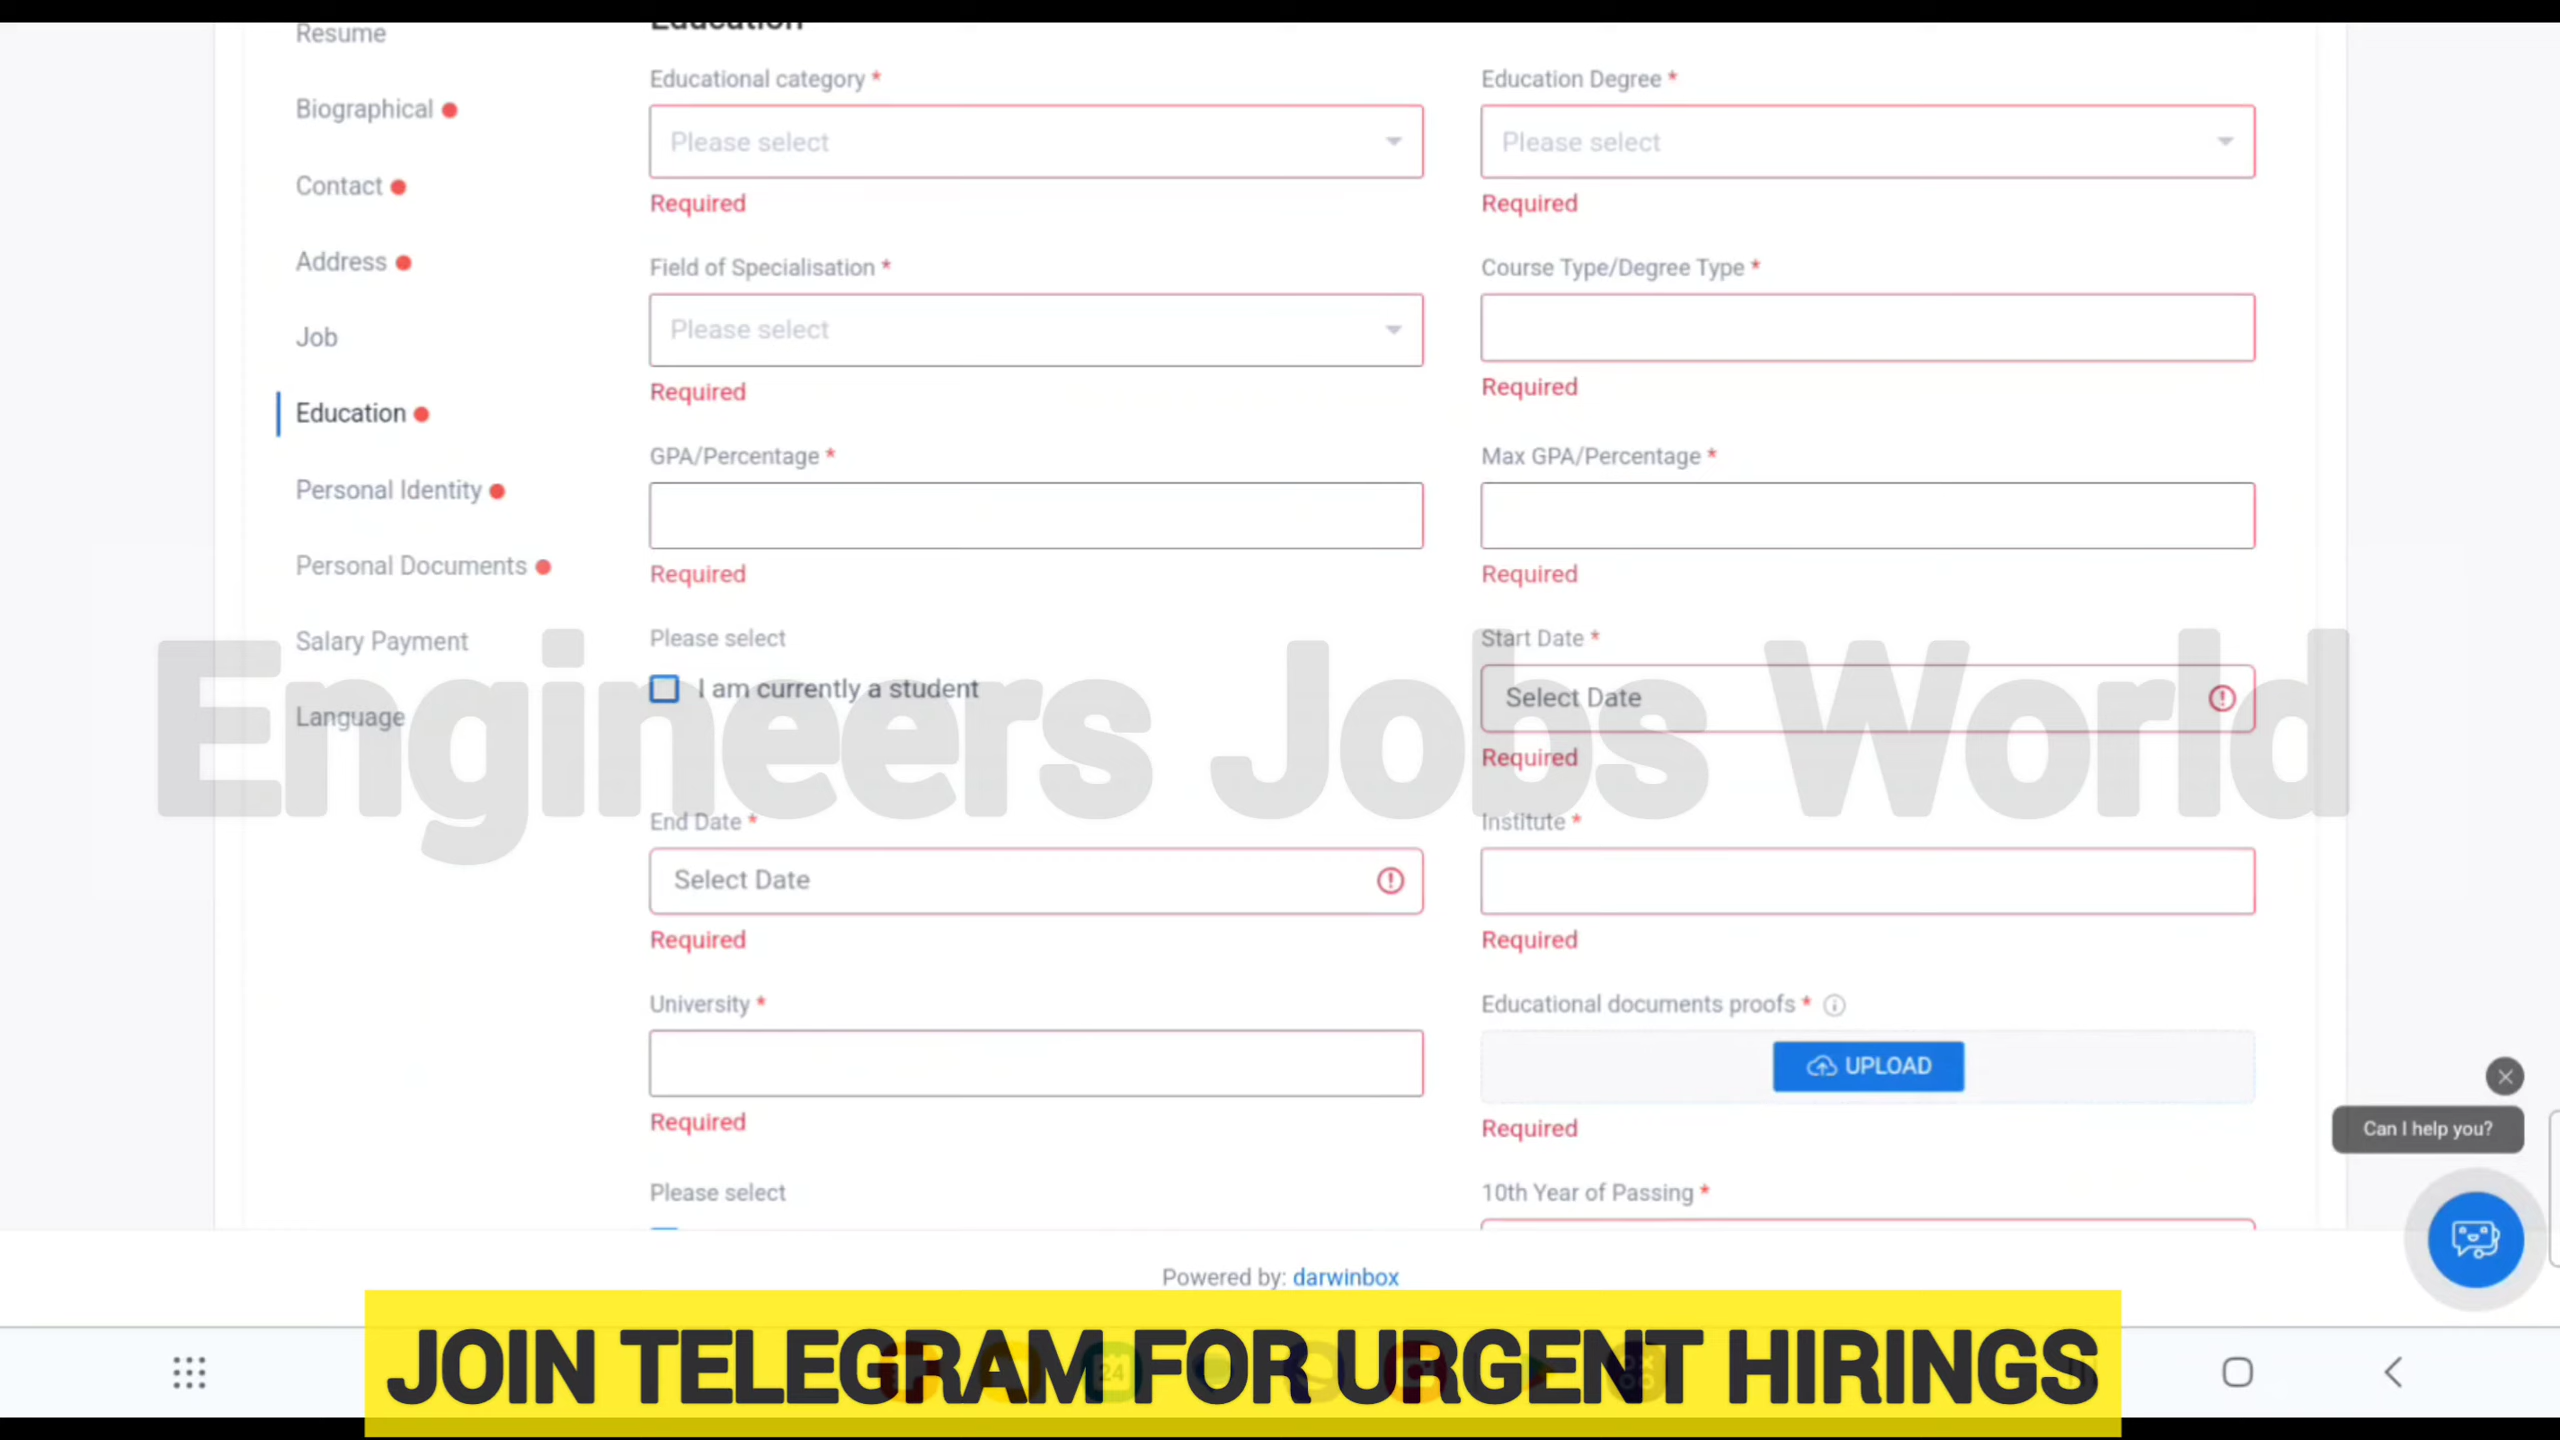 Education
Resume
Biographical
Contact
Address
Job
Education
Personal Identity
Personal Documents
Salary Payment
Language
Educational category *
Please select
Required
Education Degree *
Please select
Required
Field of Specialisation *
Please select
Required
Course Type/Degree Type *
Required
GPA/Percentage *
Required
Max GPA/Percentage *
Required
Please select
I am currently a student
Start Date *
Select Date
Required
Engineers Jobs World
End Date *
Select Date
Required
Institute *
Required
University *
Required
Educational documents proofs *
UPLOAD
Required
Please select
10th Year of Passing *
Can I help you?
Powered by: darwinbox
JOIN TELEGRAM FOR URGENT HIRINGS
24